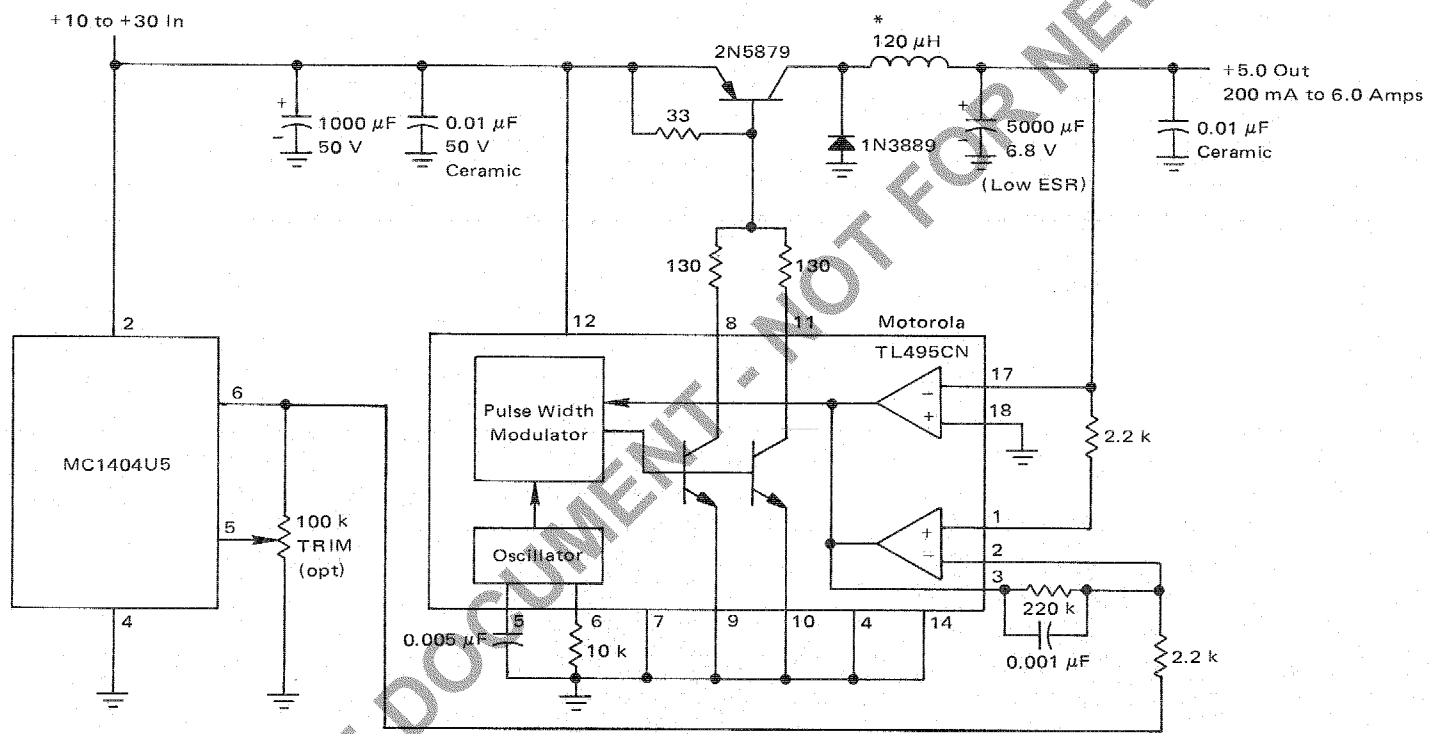 +10 to +30 In
*
120 µH
2N5879
+5.0 Out
200 mA to 6.0 Amps
+
1000 µF
−
50 V
0.01 µF
50 V
Ceramic
33
1N3889
+
5000 µF
−
6.8 V
(Low ESR)
0.01 µF
Ceramic
130
130
2
12
8
11
Motorola
TL495CN
MC1404U5
6
5
4
100 k
TRIM
(opt)
Pulse Width
Modulator
Oscillator
−
+
17
18
2.2 k
+
−
1
2
3
220 k
0.001 µF
2.2 k
0.005 µF
5
6
10 k
7
9
10
4
14
DOCUMENT - NOT FOR NE